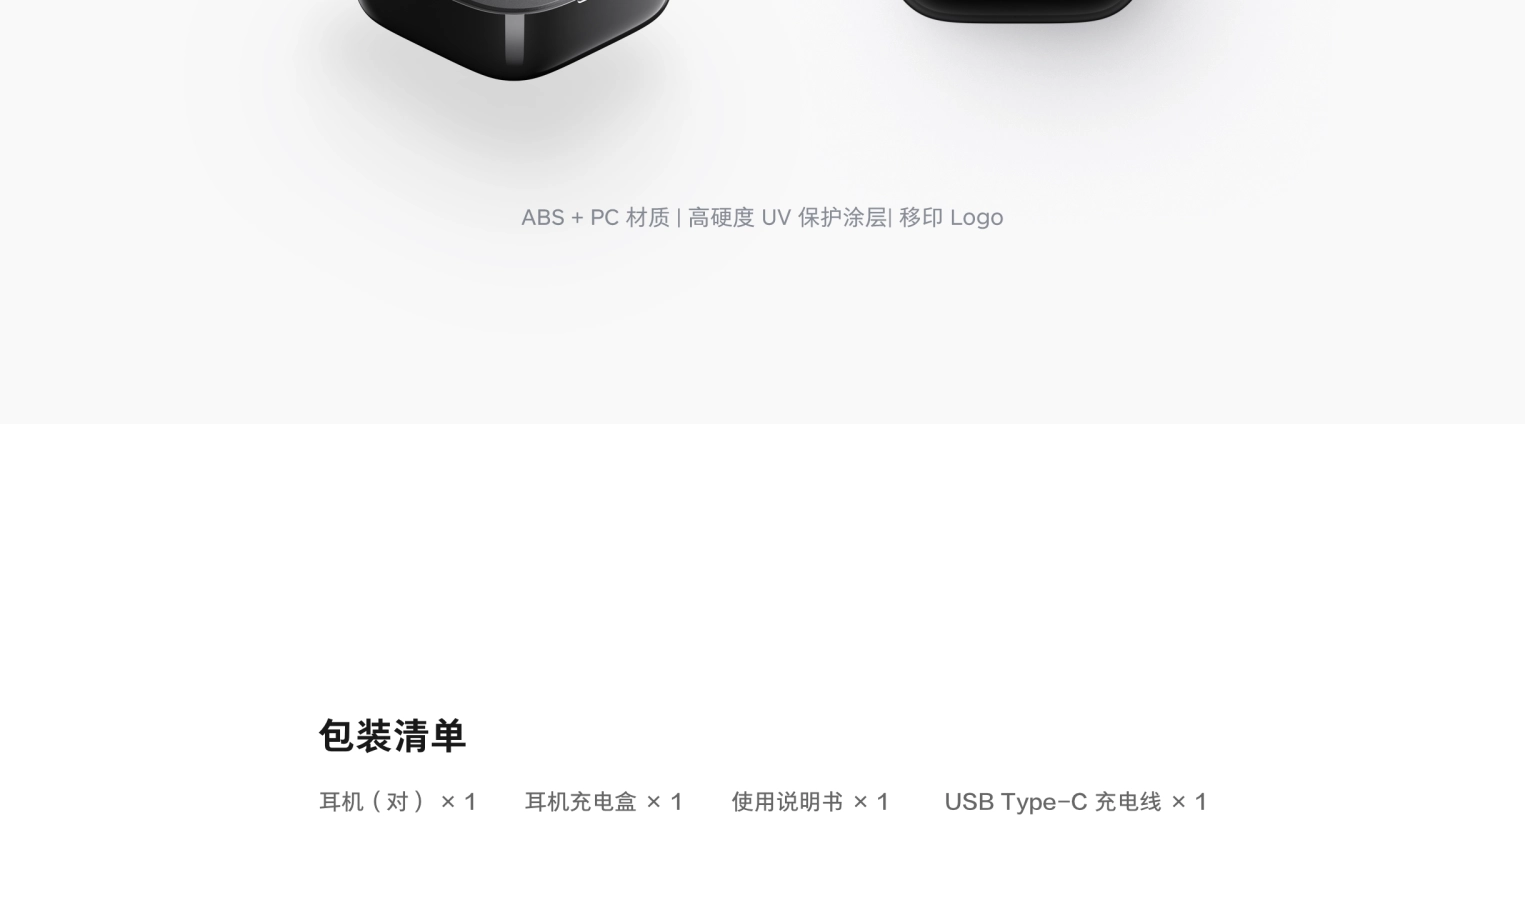 ABS + PC 材质 | 高硬度 UV 保护涂层| 移印 Logo
包装清单
耳机（对） × 1 耳机充电盒 × 1 使用说明书 × 1 USB Type-C 充电线 × 1